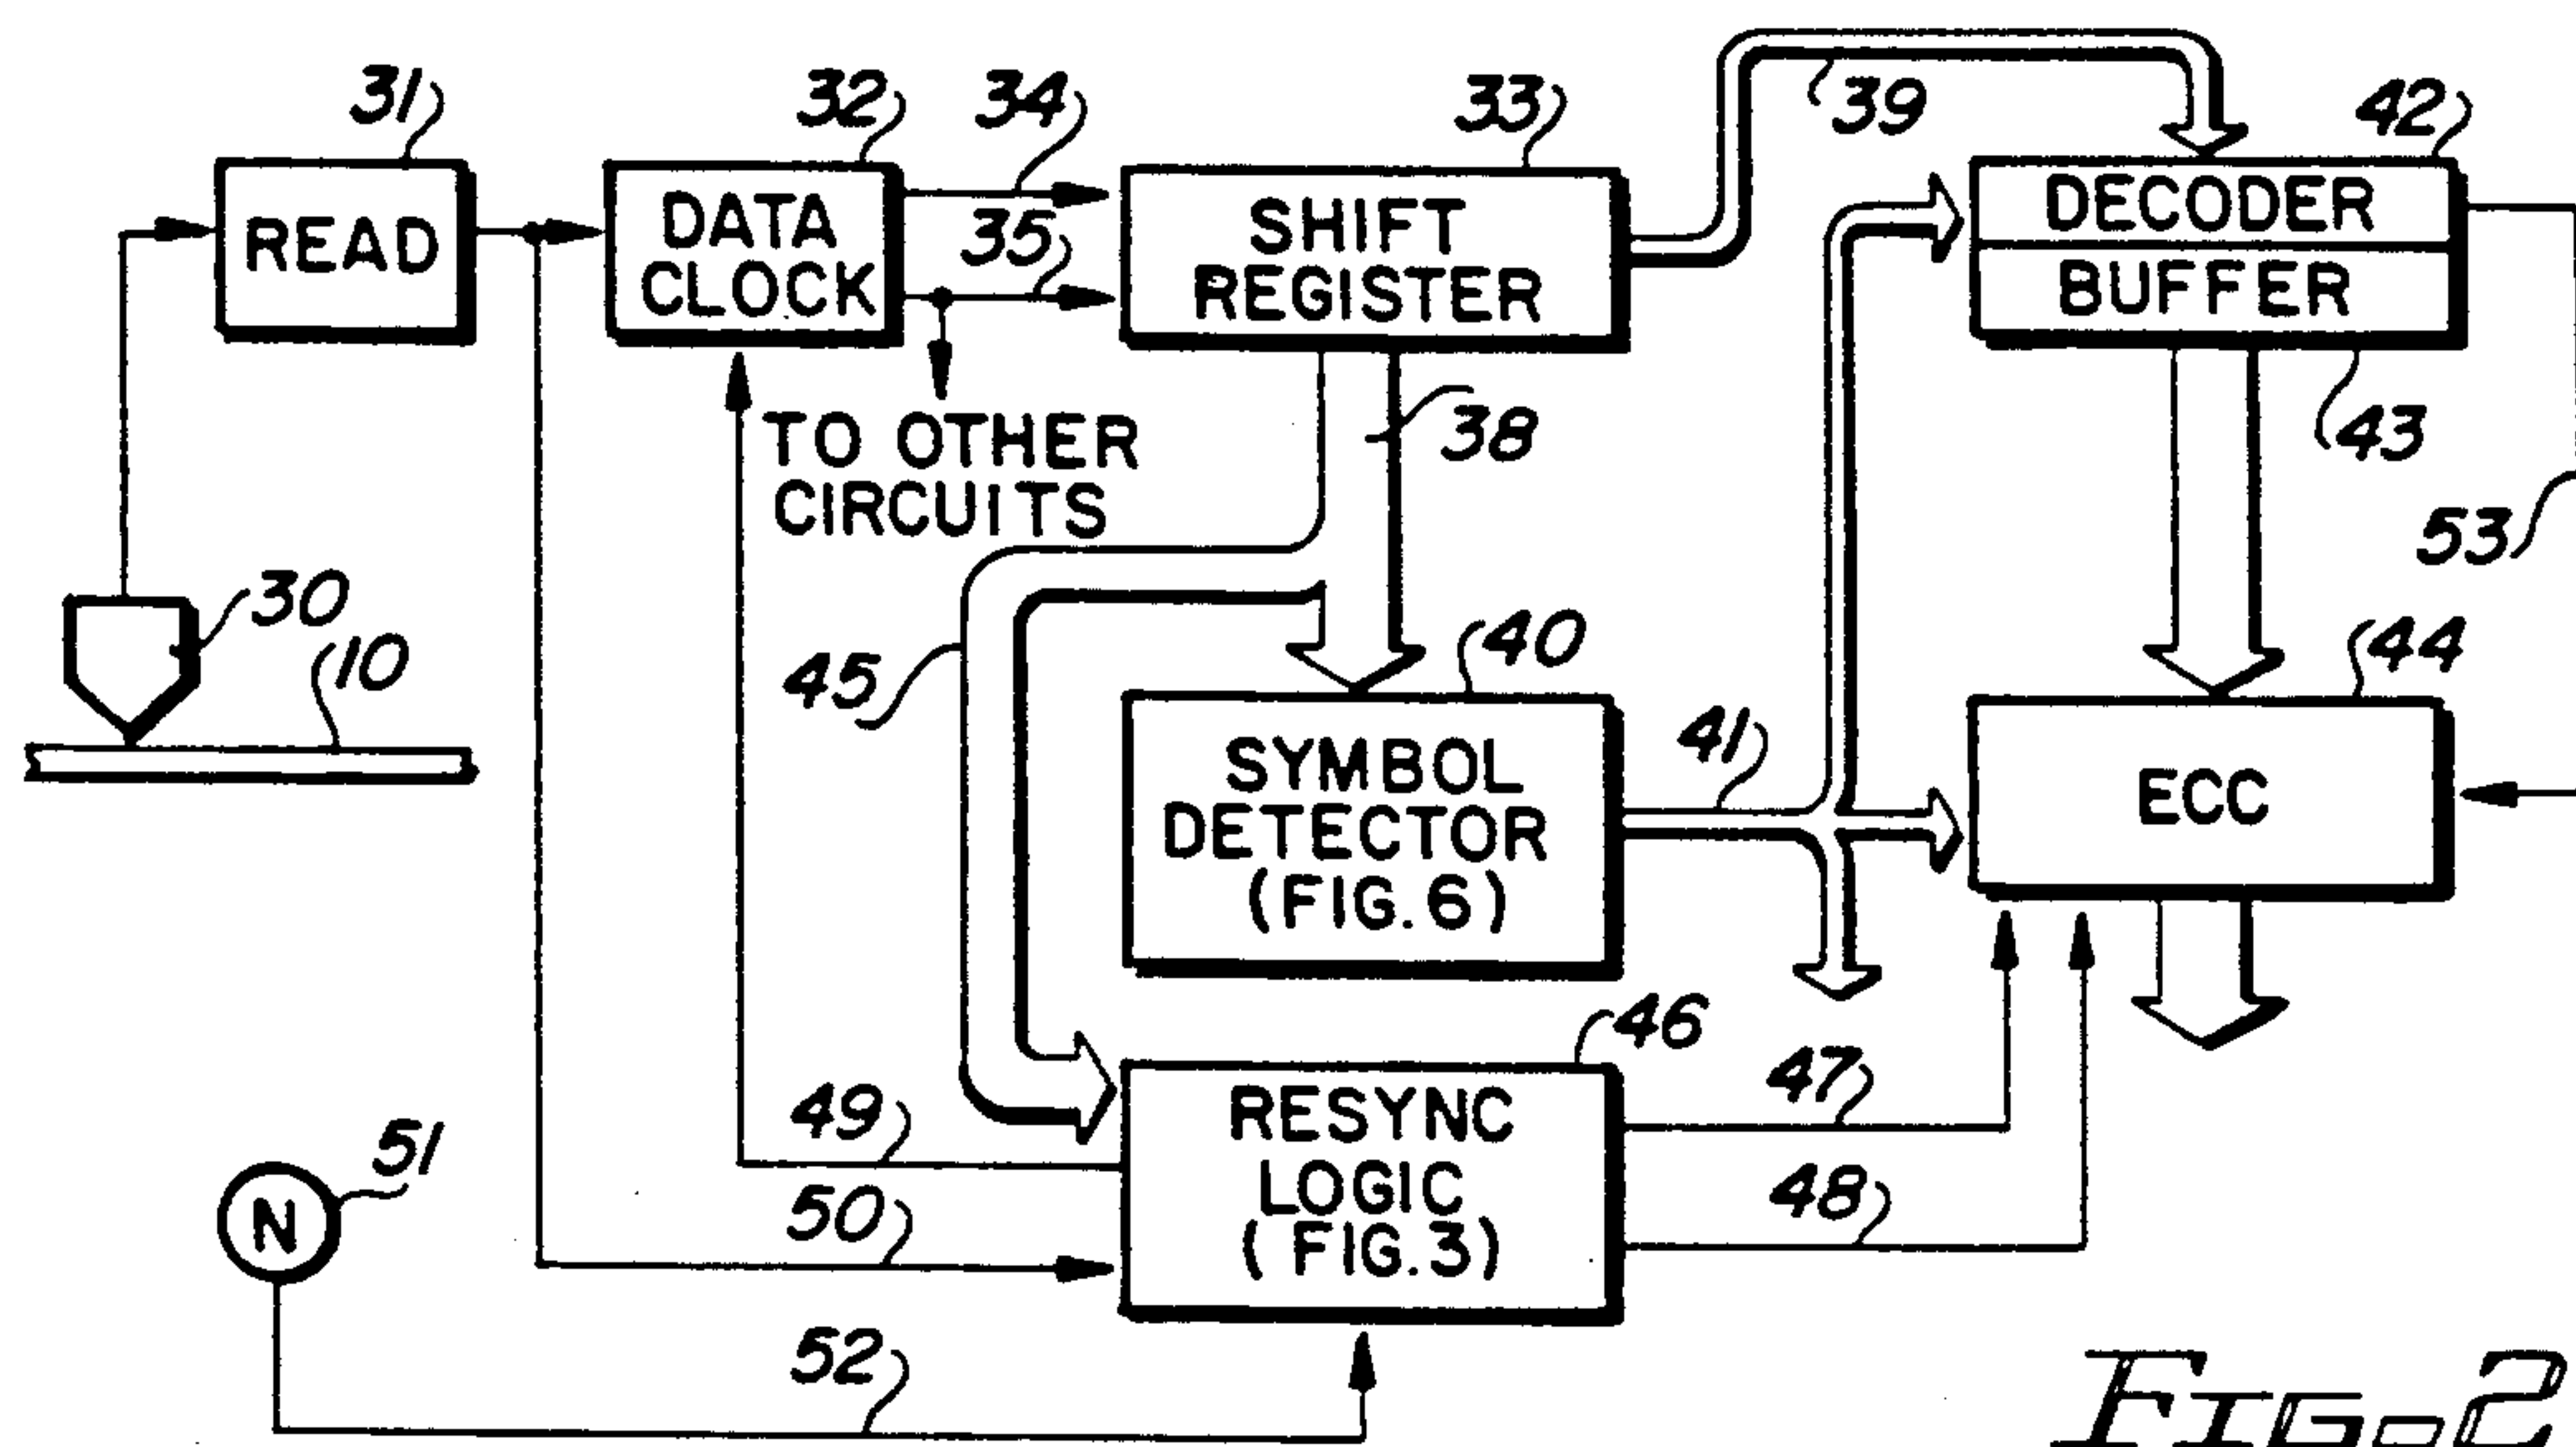 31
32
34
33
39
42
READ
DATA
CLOCK
35
SHIFT
REGISTER
DECODER
BUFFER
TO OTHER
CIRCUITS
38
43
53
30
10
45
40
44
41
SYMBOL
DETECTOR
(FIG. 6)
ECC
46
47
51
N
49
50
RESYNC
LOGIC
(FIG. 3)
48
52
FIG-2